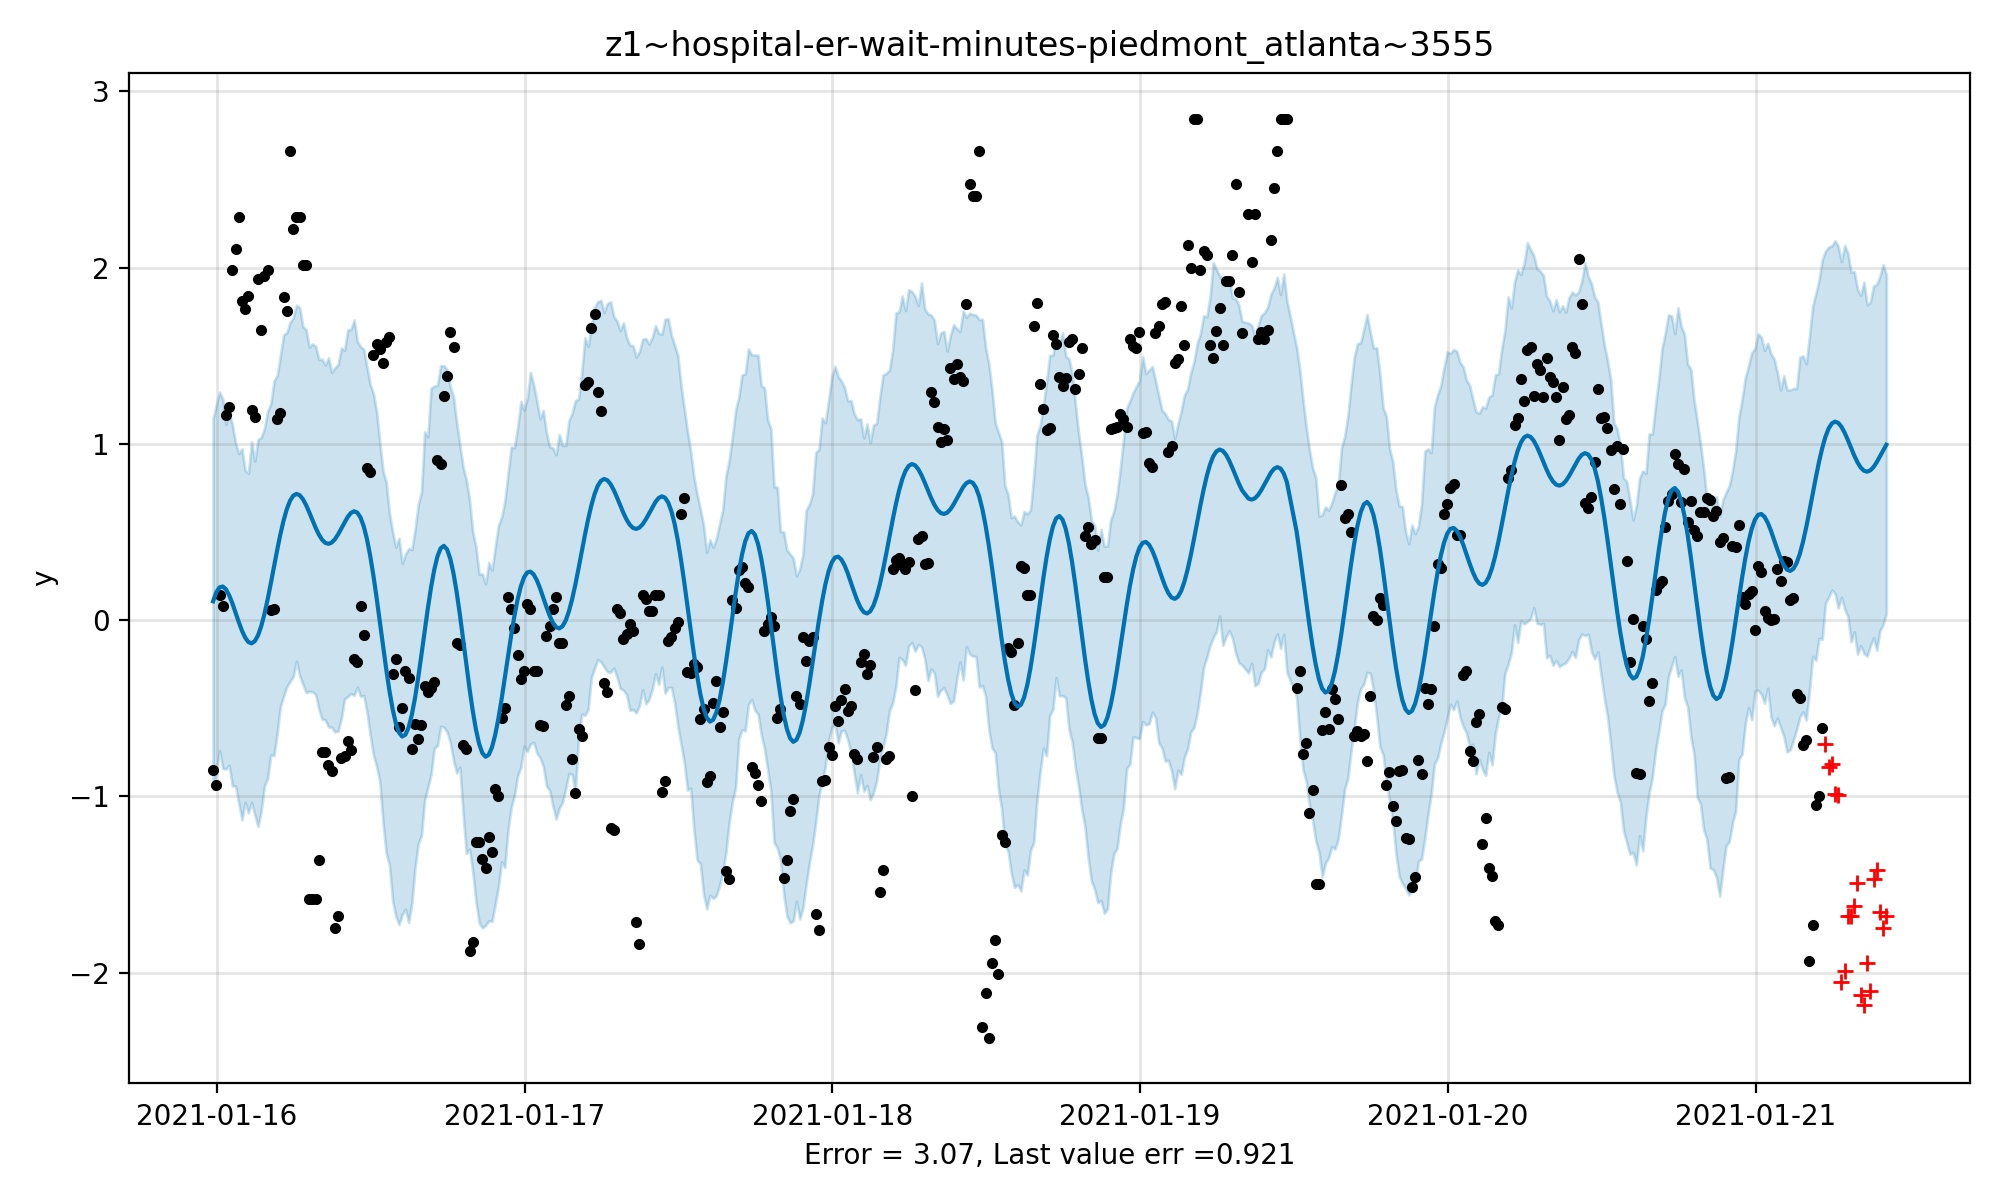 z1~hospital-er-wait-minutes-piedmont_atlanta~3555
3
2
1
0
−1
−2
y
2021-01-16 2021-01-17 2021-01-18 2021-01-19 2021-01-20 2021-01-21
Error = 3.07, Last value err =0.921